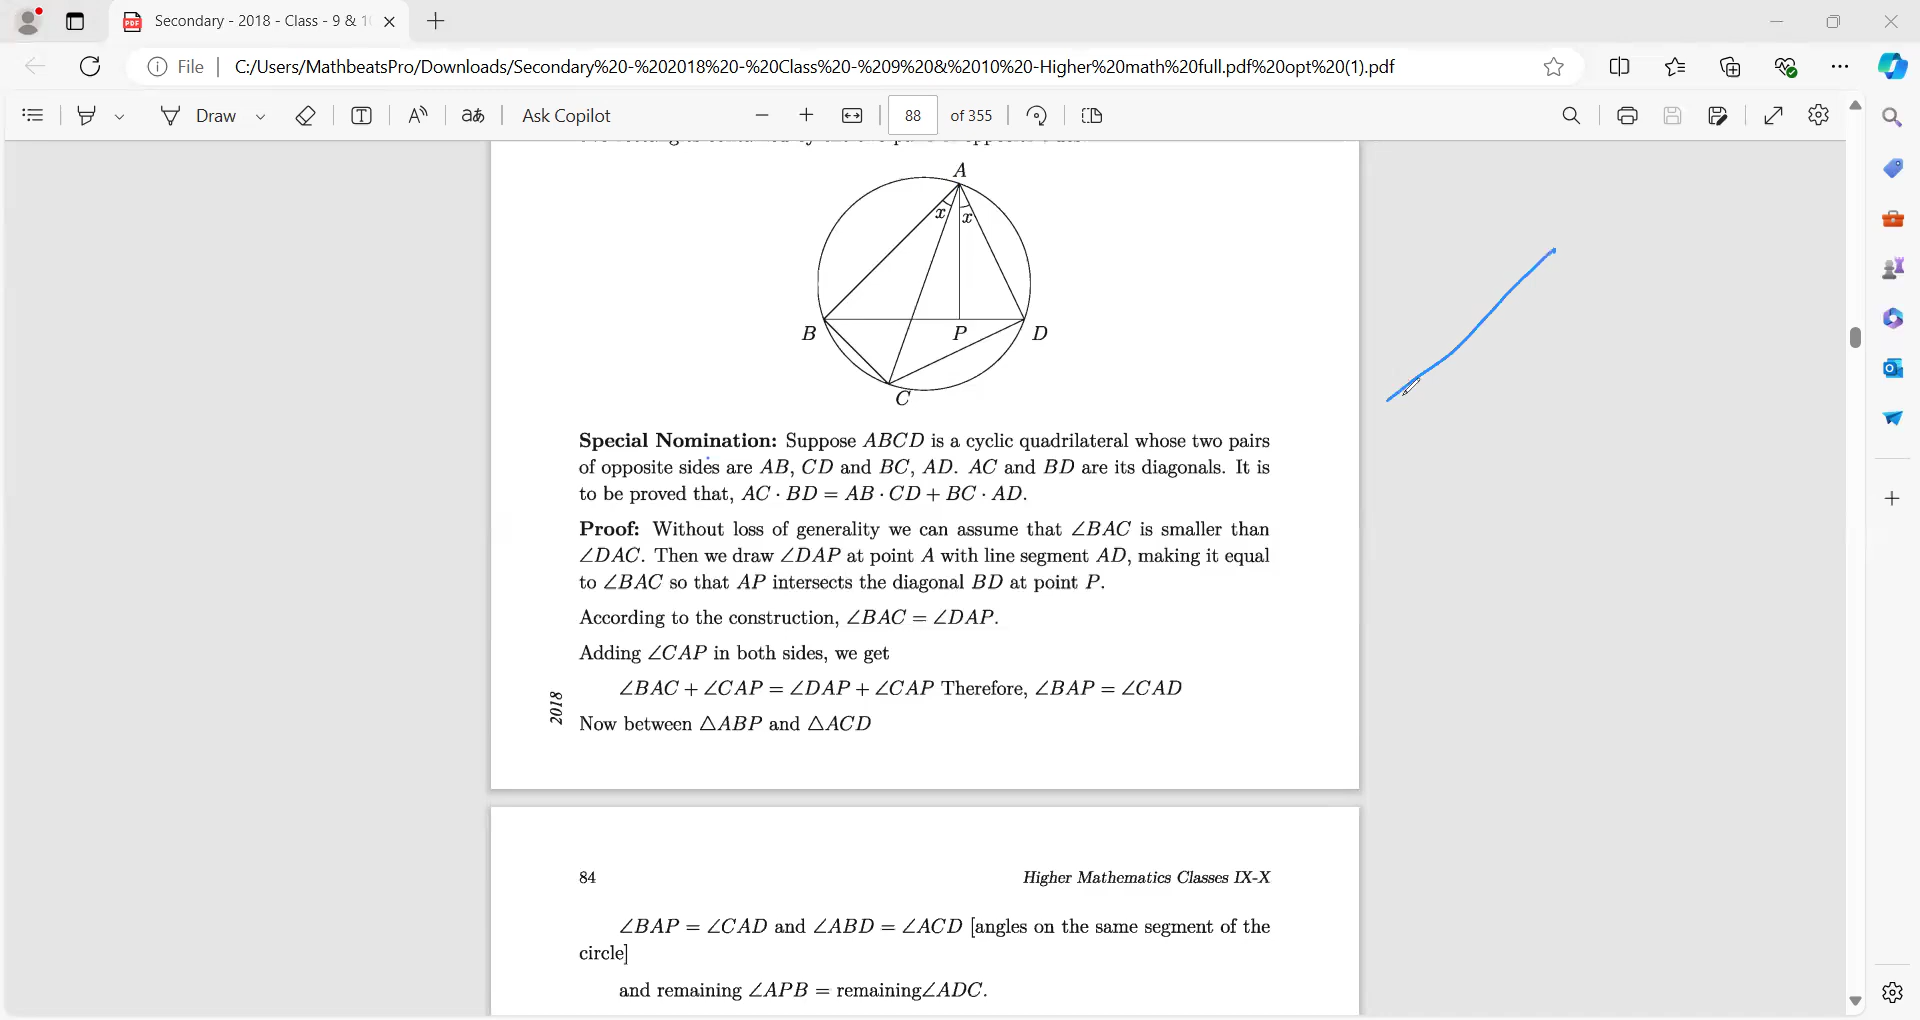 Secondary - 2018 - Class - 9 & 10
File
C:/Users/MathbeatsPro/Downloads/Secondary%20-%202018%20-%20Class%20-%209%20&%2010%20-Higher%20math%20full.pdf%20opt%20(1).pdf
Draw
aあ
Ask Copilot
88 of 355
A
x x
B P D
C
Special Nomination: Suppose ABCD is a cyclic quadrilateral whose two pairs
of opposite sides are AB, CD and BC, AD. AC and BD are its diagonals. It is
to be proved that, AC · BD = AB · CD + BC · AD.
Proof: Without loss of generality we can assume that ∠BAC is smaller than
∠DAC. Then we draw ∠DAP at point A with line segment AD, making it equal
to ∠BAC so that AP intersects the diagonal BD at point P.
According to the construction, ∠BAC = ∠DAP.
Adding ∠CAP in both sides, we get
∠BAC + ∠CAP = ∠DAP + ∠CAP Therefore, ∠BAP = ∠CAD
2018
Now between △ABP and △ACD
84 Higher Mathematics Classes IX-X
∠BAP = ∠CAD and ∠ABD = ∠ACD [angles on the same segment of the
circle]
and remaining ∠APB = remaining∠ADC.